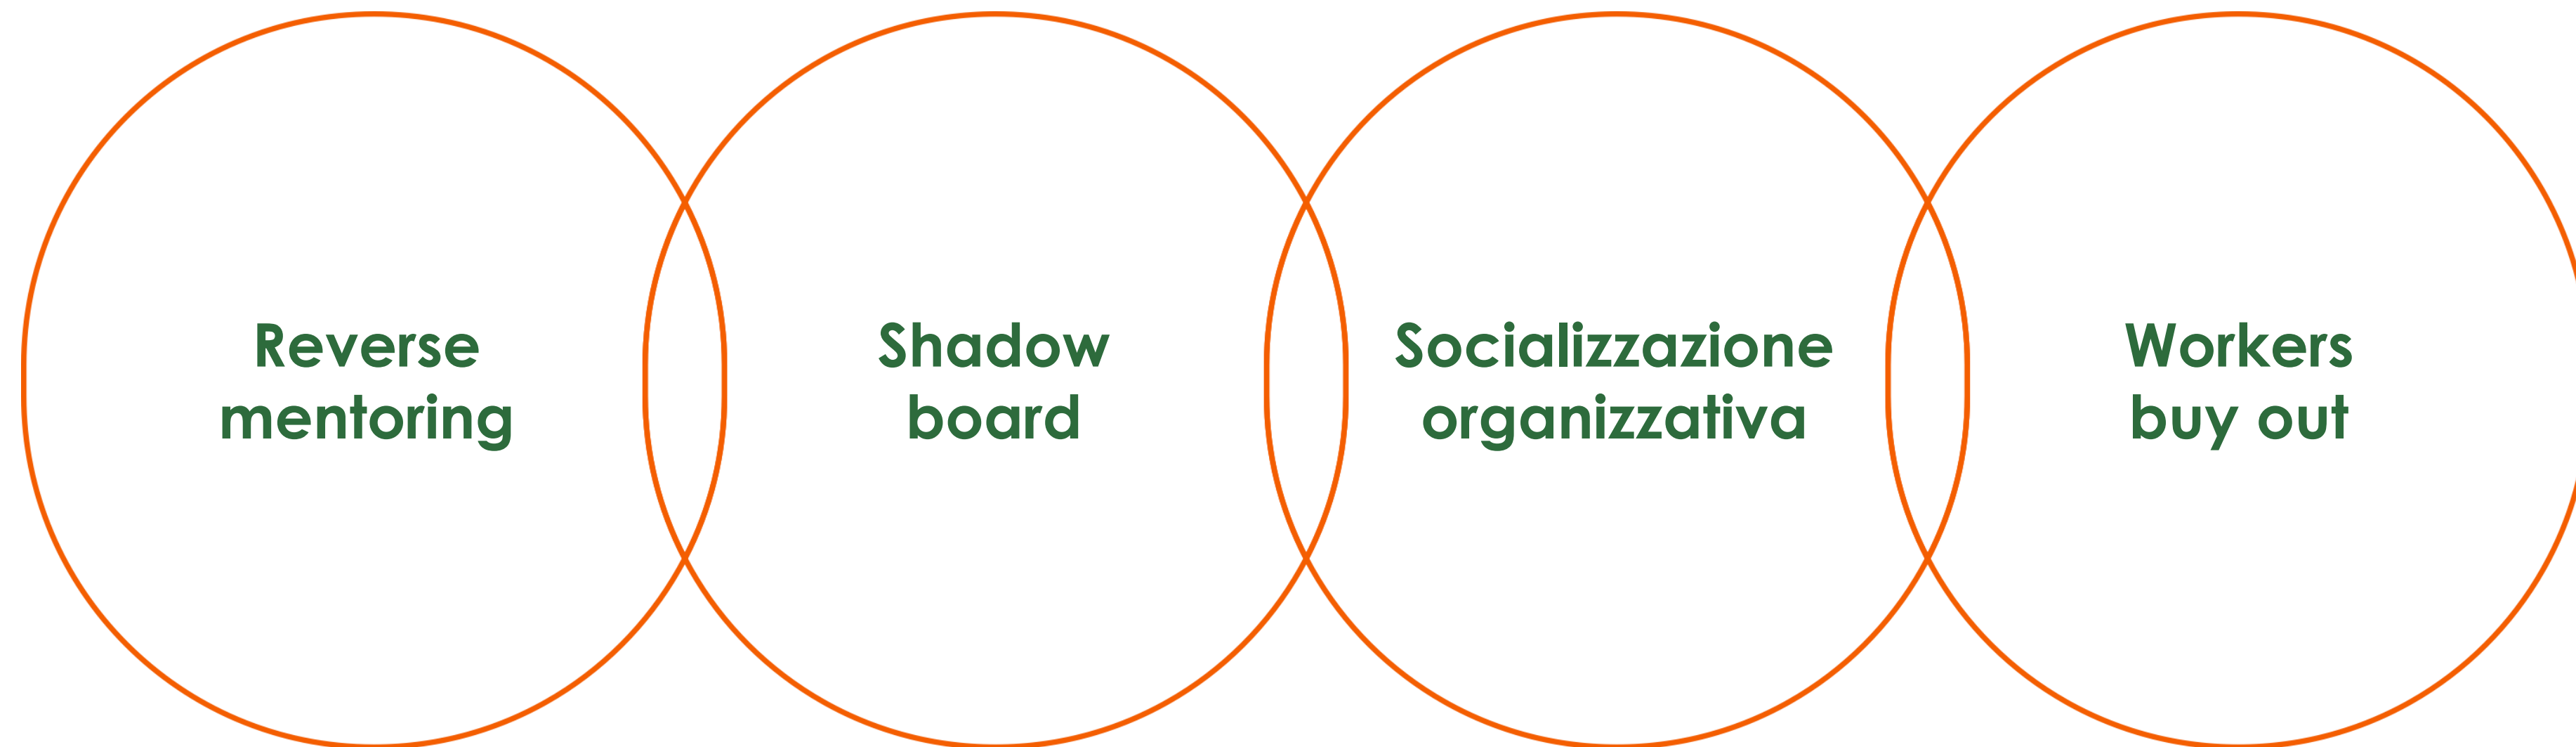 Reverse
mentoring
Shadow
board
Socializzazione
organizzativa
Workers
buy out